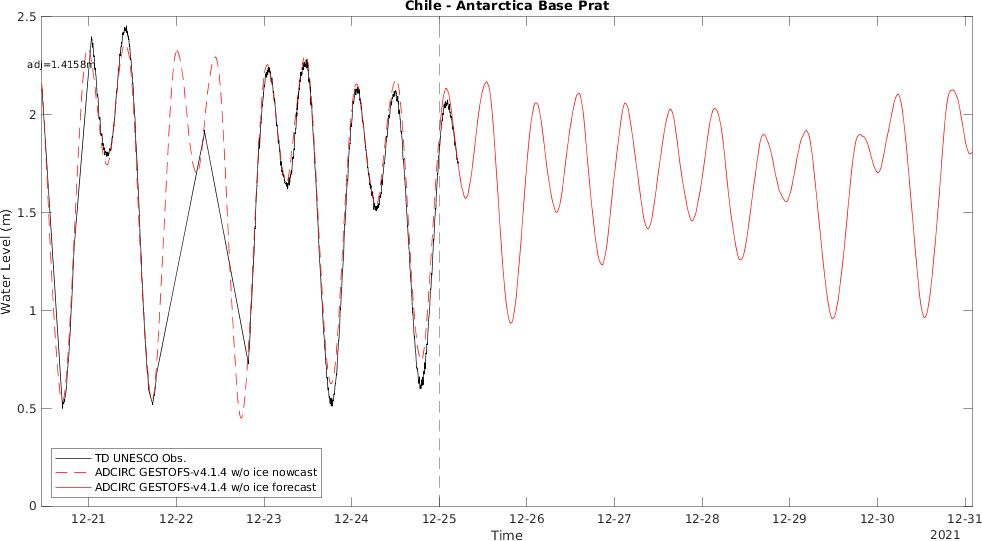 Chile - Antarctica Base Prat
2.5
adj=1.4158m
2
1.5
1
0.5
0
Water Level (m)
TD UNESCO Obs.
ADCIRC GESTOFS-v4.1.4 w/o ice nowcast
ADCIRC GESTOFS-v4.1.4 w/o ice forecast
12-21 12-22 12-23 12-24 12-25 12-26 12-27 12-28 12-29 12-30 12-31
Time
2021